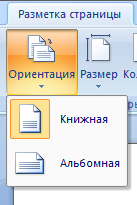 Разметка страницы
Ориентация
Размер
Книжная
Альбомная